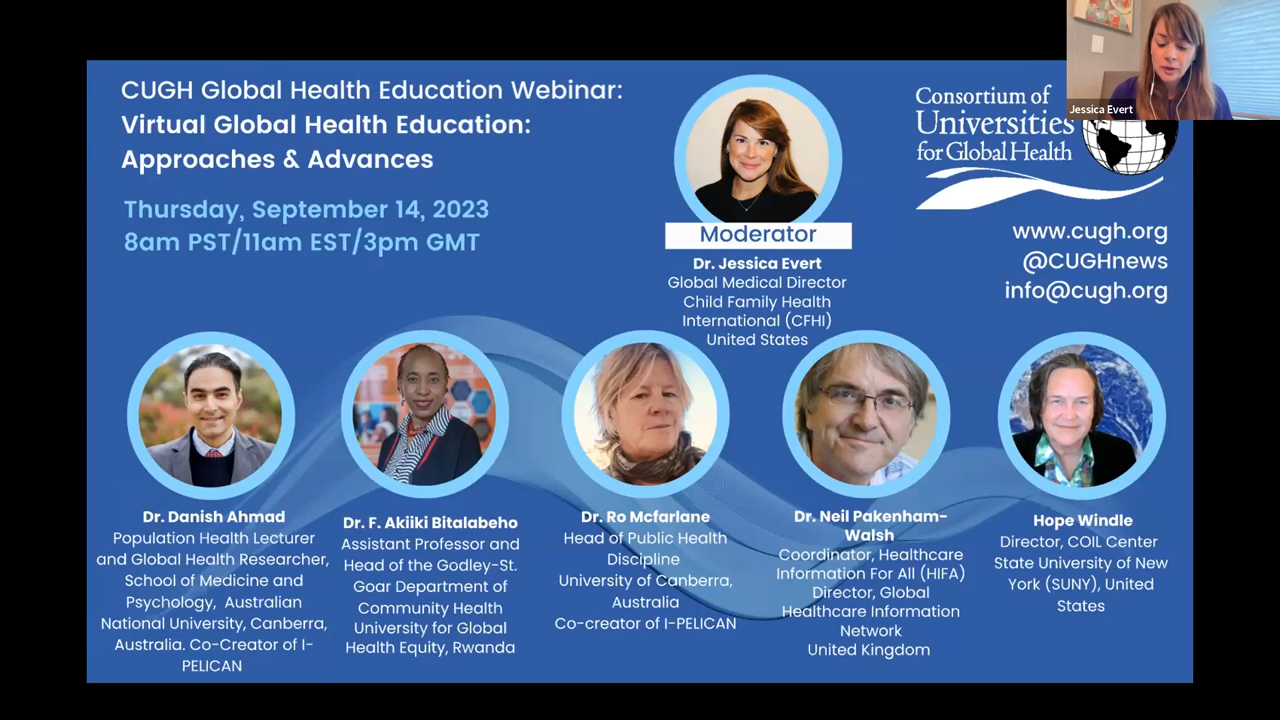 CUGH Global Health Education Webinar:
Virtual Global Health Education:
Approaches & Advances
Thursday, September 14, 2023
8am PST/11am EST/3pm GMT
Moderator
Dr. Jessica Evert
Global Medical Director
Child Family Health
International (CFHI)
United States
Jessica Evert
Consortium of
Universities
for Global Health
www.cugh.org
@CUGHnews
info@cugh.org
Dr. Danish Ahmad
Population Health Lecturer
and Global Health Researcher,
School of Medicine and
Psychology, Australian
National University, Canberra,
Australia. Co-Creator of I-
PELICAN
Dr. F. Akiiki Bitalabeho
Assistant Professor and
Head of the Godley-St.
Goar Department of
Community Health
University for Global
Health Equity, Rwanda
Dr. Ro Mcfarlane
Head of Public Health
Discipline
University of Canberra,
Australia
Co-creator of I-PELICAN
Dr. Neil Pakenham-
Walsh
Coordinator, Healthcare
Information For All (HIFA)
Director, Global
Healthcare Information
Network
United Kingdom
Hope Windle
Director, COIL Center
State University of New
York (SUNY), United
States